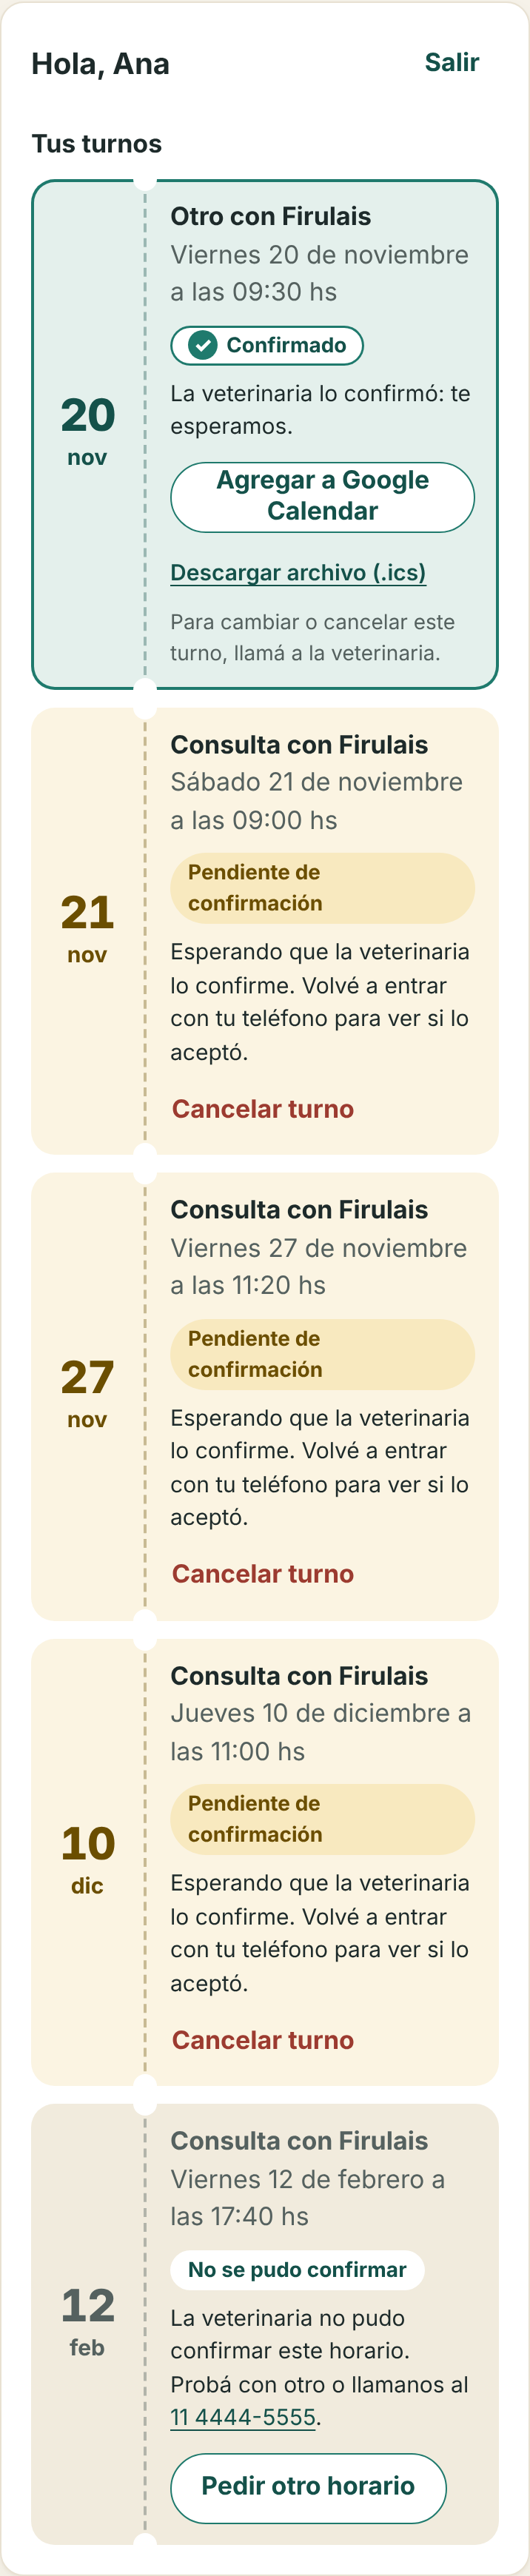 Hola, Ana
Salir
Tus turnos
20
nov
Otro con Firulais
Viernes 20 de noviembre
a las 09:30 hs
Confirmado
La veterinaria lo confirmó: te
esperamos.
Agregar a Google
Calendar
Descargar archivo (.ics)
Para cambiar o cancelar este
turno, llamá a la veterinaria.
21
nov
Consulta con Firulais
Sábado 21 de noviembre
a las 09:00 hs
Pendiente de
confirmación
Esperando que la veterinaria
lo confirme. Volvé a entrar
con tu teléfono para ver si lo
aceptó.
Cancelar turno
27
nov
Consulta con Firulais
Viernes 27 de noviembre
a las 11:20 hs
Pendiente de
confirmación
Esperando que la veterinaria
lo confirme. Volvé a entrar
con tu teléfono para ver si lo
aceptó.
Cancelar turno
10
dic
Consulta con Firulais
Jueves 10 de diciembre a
las 11:00 hs
Pendiente de
confirmación
Esperando que la veterinaria
lo confirme. Volvé a entrar
con tu teléfono para ver si lo
aceptó.
Cancelar turno
12
feb
Consulta con Firulais
Viernes 12 de febrero a
las 17:40 hs
No se pudo confirmar
La veterinaria no pudo
confirmar este horario.
Probá con otro o llamanos al
11 4444-5555.
Pedir otro horario